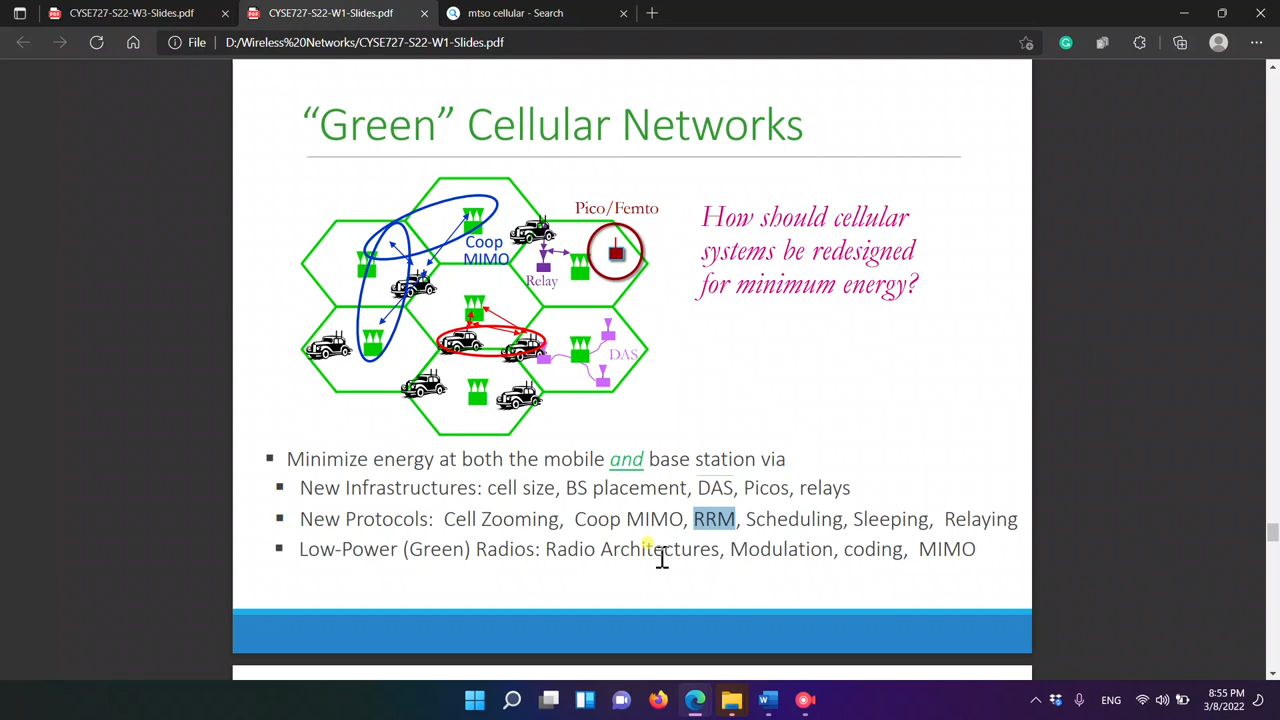 CYSE727-S22-W3-Slides.pdf
CYSE727-S22-W1-Slides.pdf
mtso cellular - Search
File
D:/Wireless%20Networks/CYSE727-S22-W1-Slides.pdf
“Green” Cellular Networks
Pico/Femto
Coop
MIMO
Relay
DAS
How should cellular
systems be redesigned
for minimum energy?
▪ Minimize energy at both the mobile and base station via
▪ New Infrastructures: cell size, BS placement, DAS, Picos, relays
▪ New Protocols: Cell Zooming, Coop MIMO, RRM, Scheduling, Sleeping, Relaying
▪ Low-Power (Green) Radios: Radio Architectures, Modulation, coding, MIMO
ENG
8:55 PM
3/8/2022